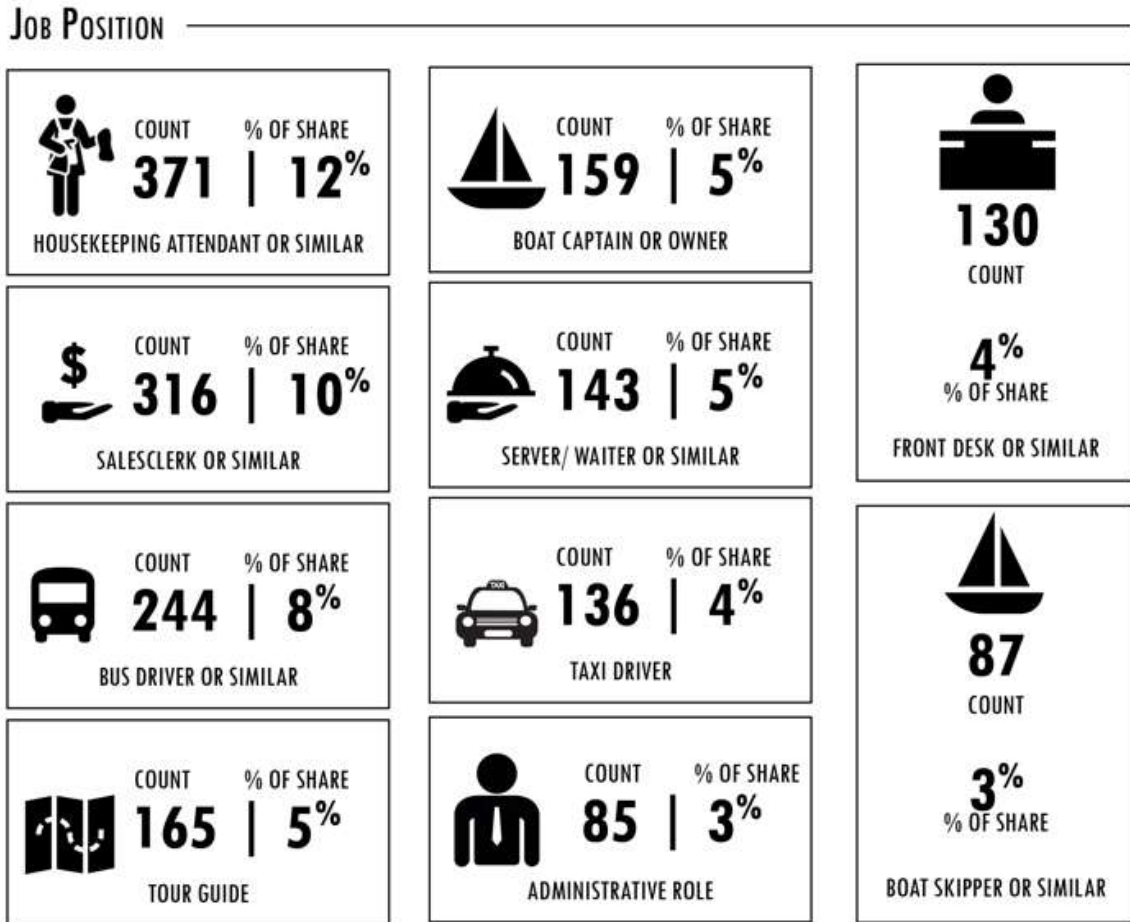 JOB POSITION
COUNT % OF SHARE
371 | 12%
HOUSEKEEPING ATTENDANT OR SIMILAR
COUNT % OF SHARE
316 | 10%
SALESCLERK OR SIMILAR
COUNT % OF SHARE
244 | 8%
BUS DRIVER OR SIMILAR
COUNT % OF SHARE
165 | 5%
TOUR GUIDE
COUNT % OF SHARE
159 | 5%
BOAT CAPTAIN OR OWNER
COUNT % OF SHARE
143 | 5%
SERVER/ WAITER OR SIMILAR
TAXI
COUNT % OF SHARE
136 | 4%
TAXI DRIVER
COUNT % OF SHARE
85 | 3%
ADMINISTRATIVE ROLE
130
COUNT
4%
% OF SHARE
FRONT DESK OR SIMILAR
87
COUNT
3%
% OF SHARE
BOAT SKIPPER OR SIMILAR